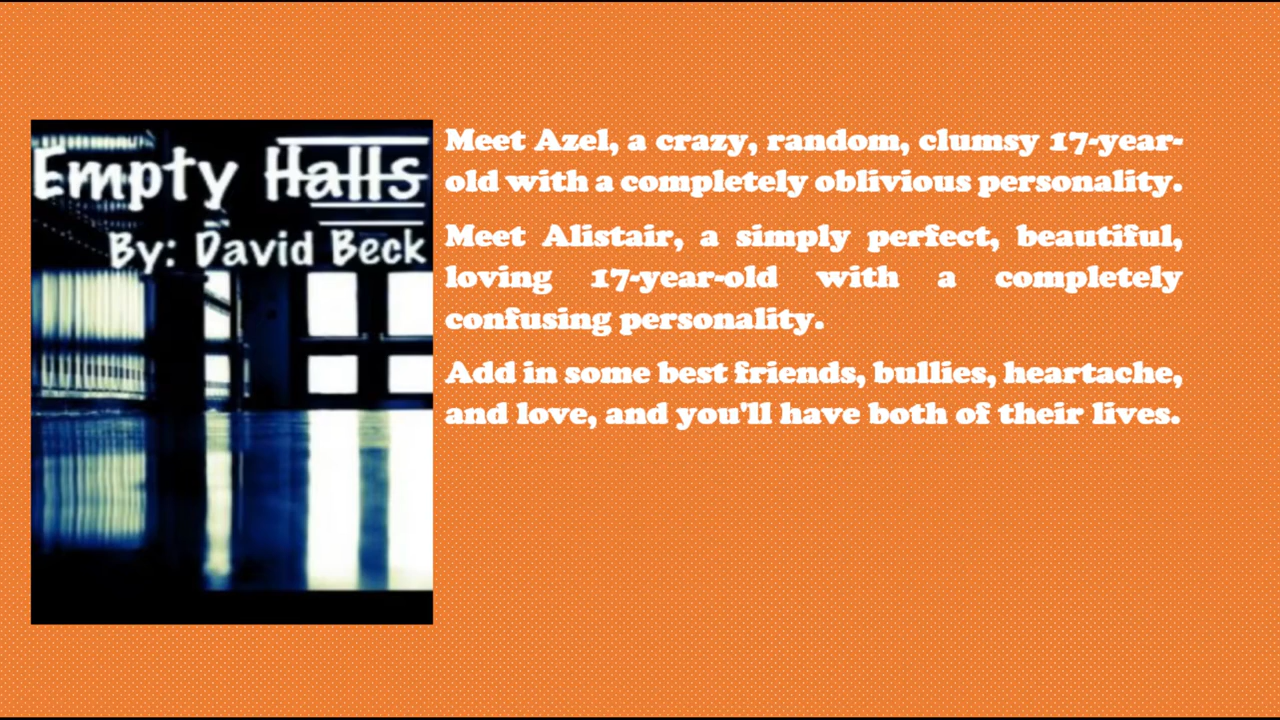 Empty Halls
By: David Beck
Meet Azel, a crazy, random, clumsy 17-year-
old with a completely oblivious personality.
Meet Alistair, a simply perfect, beautiful,
loving 17-year-old with a completely
confusing personality.
Add in some best friends, bullies, heartache,
and love, and you'll have both of their lives.